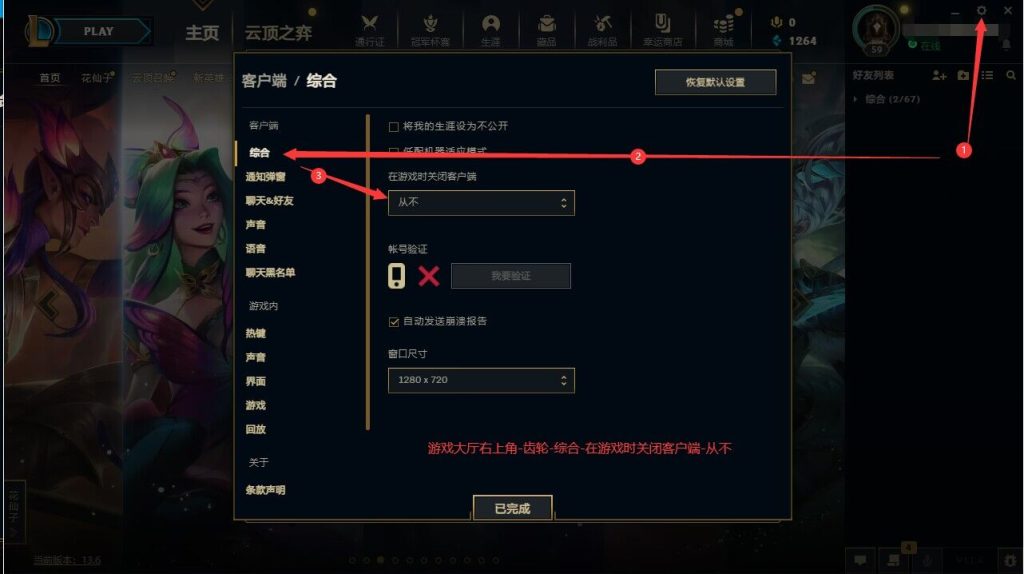 PLAY
主页
云顶之弈
通行证
冠军杯赛
生涯
藏品
战利品
幸运商店
商城
0
1264
59
在线
首页
花仙子
云顶召唤
新英雄
好友列表
综合 (2/67)
客户端 / 综合
恢复默认设置
客户端
综合
通知弹窗
聊天&好友
声音
语音
聊天黑名单
游戏内
热键
声音
界面
游戏
回放
关于
条款声明
将我的生涯设为不公开
低配机器适应模式
在游戏时关闭客户端
从不
帐号验证
我要验证
自动发送崩溃报告
窗口尺寸
1280 x 720
1
2
3
游戏大厅右上角-齿轮-综合-在游戏时关闭客户端-从不
已完成
花仙子
当前版本：13.6
4
V1.1.4